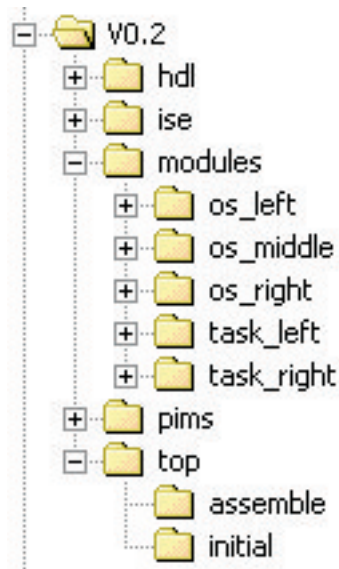 V0.2
hdl
ise
modules
os_left
os_middle
os_right
task_left
task_right
pims
top
assemble
initial